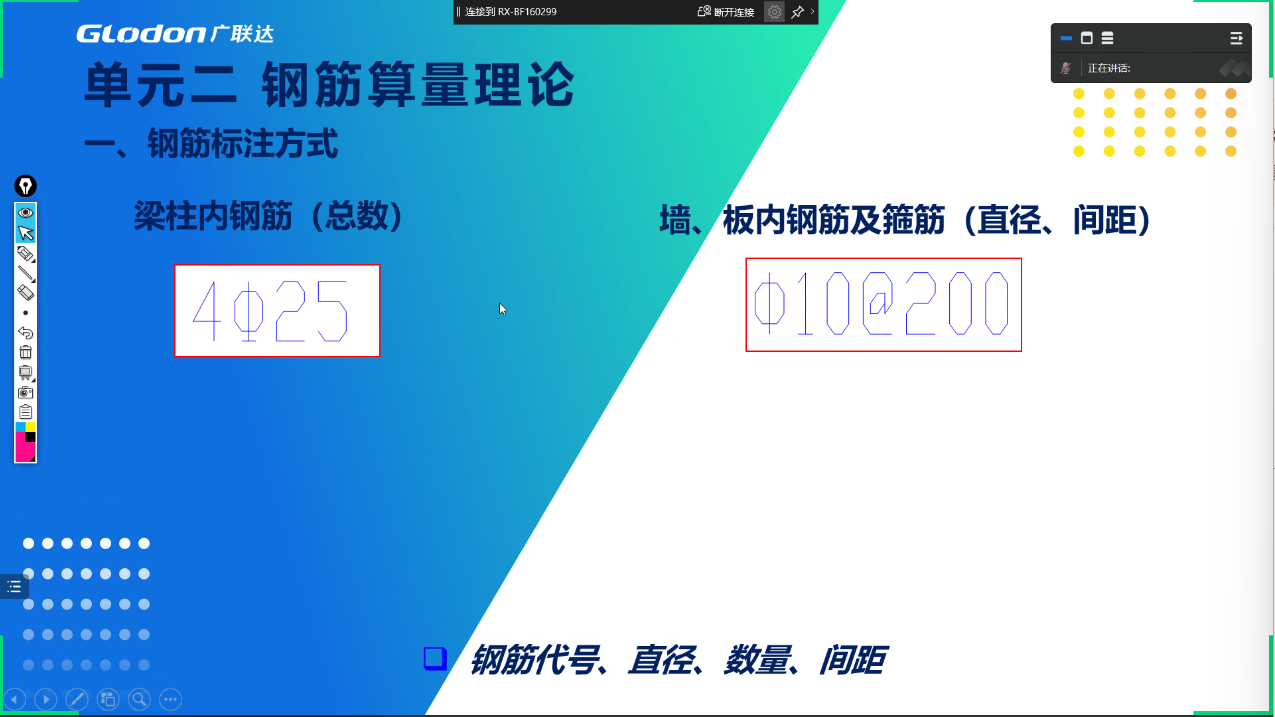 连接到 RX-BF160299
断开连接
GLODON 广联达
正在讲话:
单元二 钢筋算量理论
一、钢筋标注方式
梁柱内钢筋（总数）
墙、板内钢筋及箍筋（直径、间距）
4Φ25
Φ10@200
钢筋代号、直径、数量、间距